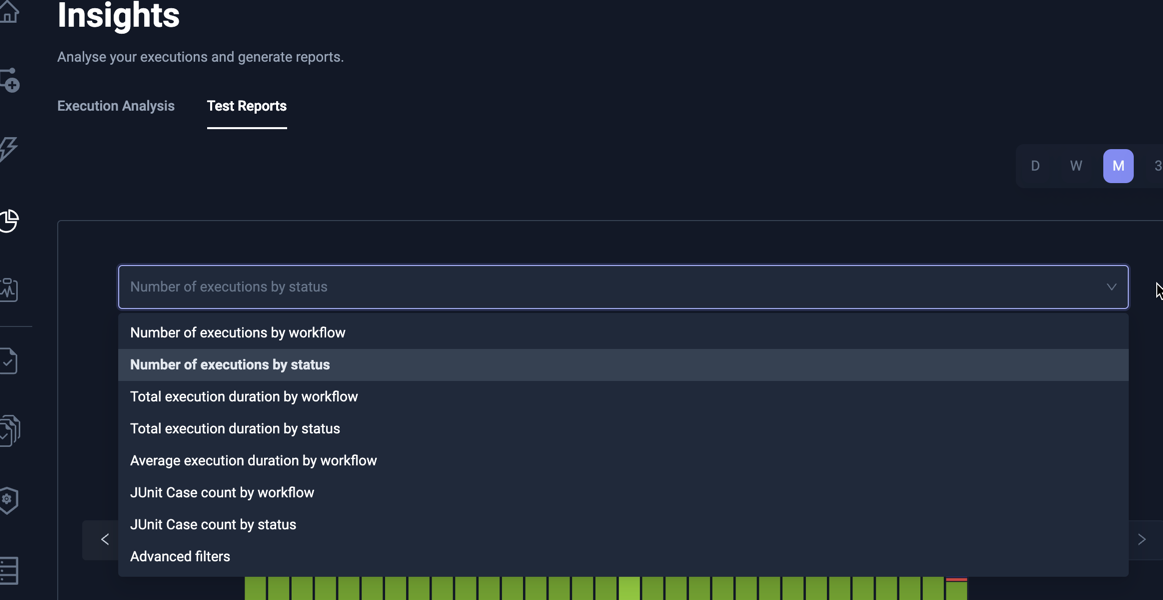 Insights
Analyse your executions and generate reports.
Execution Analysis
Test Reports
D
W
M
3
Number of executions by status
Number of executions by workflow
Number of executions by status
Total execution duration by workflow
Total execution duration by status
Average execution duration by workflow
JUnit Case count by workflow
JUnit Case count by status
Advanced filters